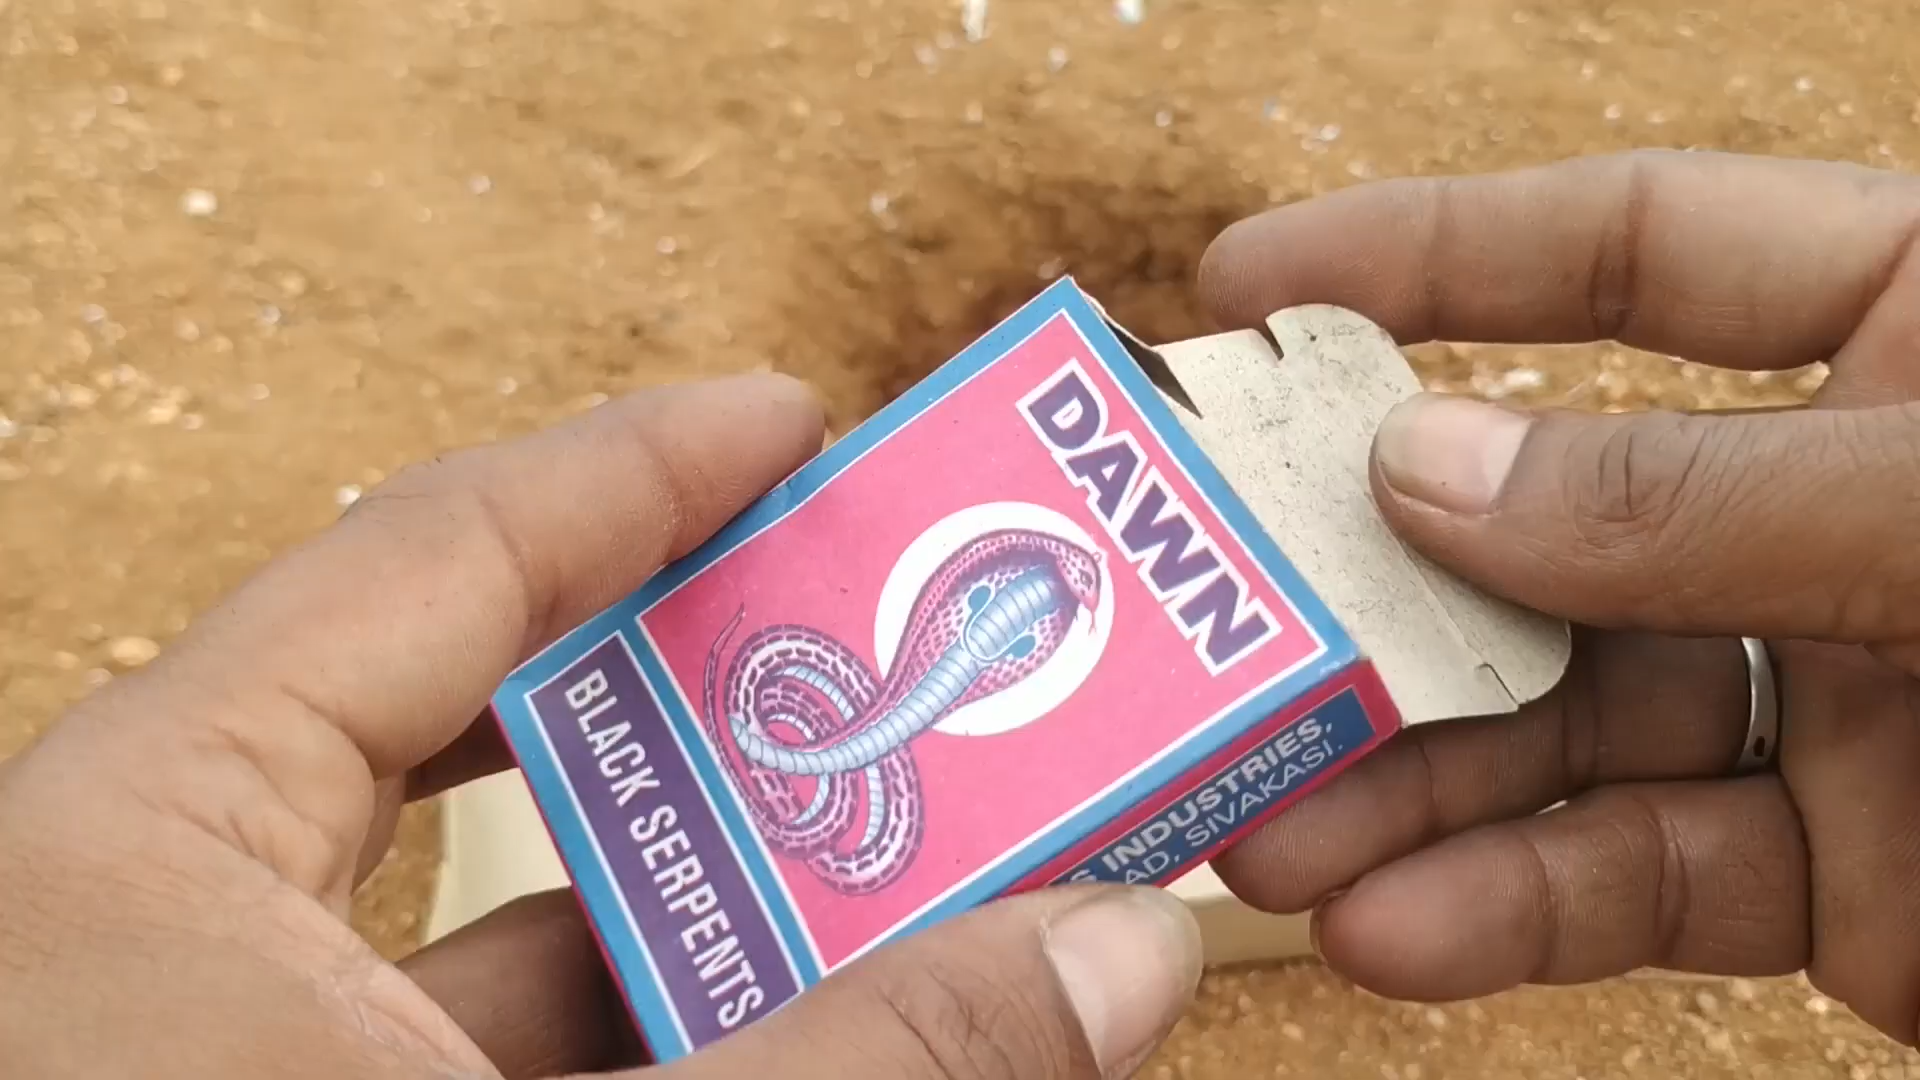 DAWN
BLACK SERPENTS
INDUSTRIES,
AD, SIVAKASI.